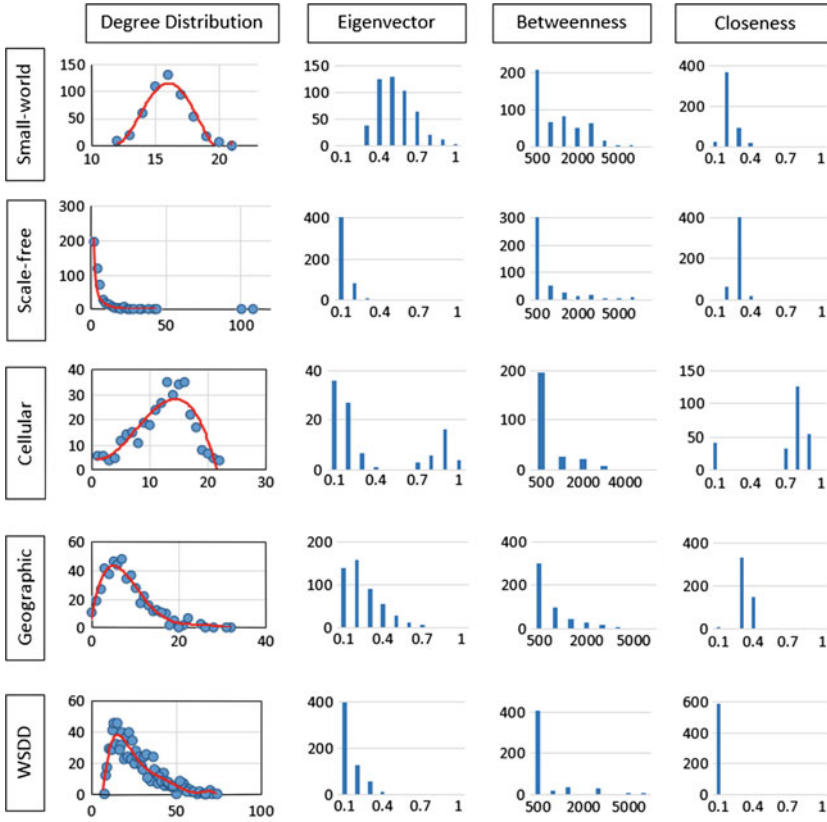 Degree Distribution Eigenvector Betweenness Closeness
Small-world
150 100 50 0
10 15 20
150 100 50 0
0.1 0.4 0.7 1
200 100 0
500 2000 5000
400 200 0
0.1 0.4 0.7 1
Scale-free
300 200 100 0
0 50 100
400 200 0
0.1 0.4 0.7 1
300 200 100 0
500 2000 5000
400 200 0
0.1 0.4 0.7 1
Cellular
40 30 20 10 0
0 10 20 30
40 20 0
0.1 0.4 0.7 1
200 100 0
500 2000 4000
150 100 50 0
0.1 0.4 0.7 1
Geographic
60 40 20 0
0 20 40
200 100 0
0.1 0.4 0.7 1
400 200 0
500 2000 5000
400 200 0
0.1 0.4 0.7 1
WSDD
60 40 20 0
0 50 100
400 200 0
0.1 0.4 0.7 1
400 200 0
500 2000 5000
600 400 200 0
0.1 0.4 0.7 1